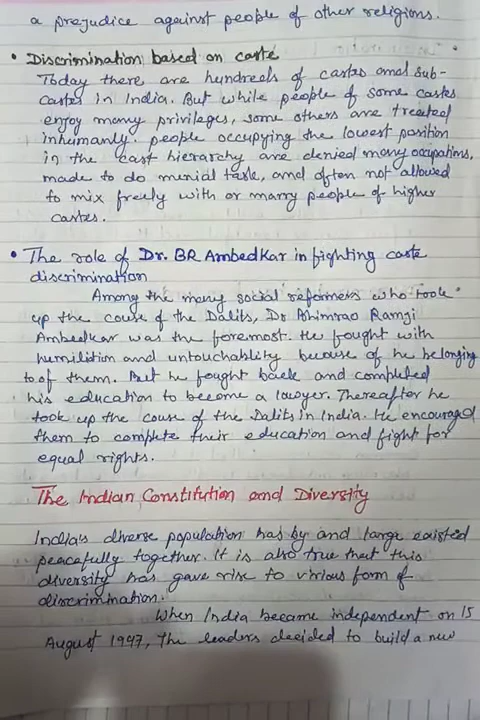 a prejudice against people of other religions.
• Discrimination based on caste
Today there are hundreds of castes and sub-
castes in India. But while people of some castes
enjoy many privileges, some others are treated
inhumanly. people occupying the lowest position
in the cast hierarchy are denied many occupations,
made to do menial task, and often not allowed
to mix freely with or marry people of higher
castes.
• The role of Dr. BR Ambedkar in fighting caste
discrimination
Among the many social reformers who took
up the couse of the Dalits, Dr Bhimrao Ramji
Ambedkar was the foremost. He fought with
humilition and untouchablity because of he belonging
to of them. But he fought back and completed
his education to become a lawyer. Thereafter he
took up the couse of the Dalits in India. He encouraged
them to complete their education and fight for
equal rights.
The Indian Constitution and Diversity
India's diverse population has by and large existed
peacefully together. It is also true that this
diversity has gave rise to virious form of
discrimination.
When India became independent on 15
August 1947, The leaders decided to build a new